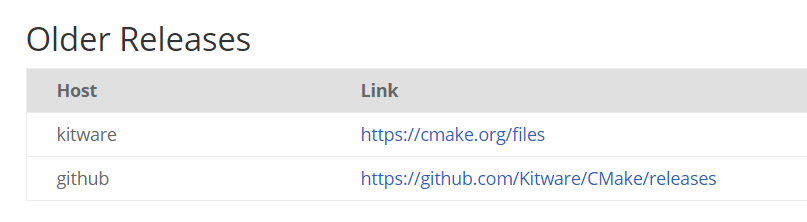 Older Releases
Host Link
kitware https://cmake.org/files
github https://github.com/Kitware/CMake/releases